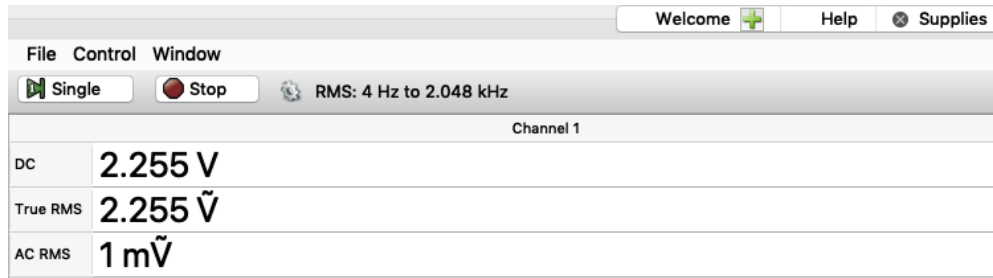 Welcome Help Supplies
File Control Window
Single Stop RMS: 4 Hz to 2.048 kHz
Channel 1
DC 2.255 V
True RMS 2.255 Ṽ
AC RMS 1 mṼ